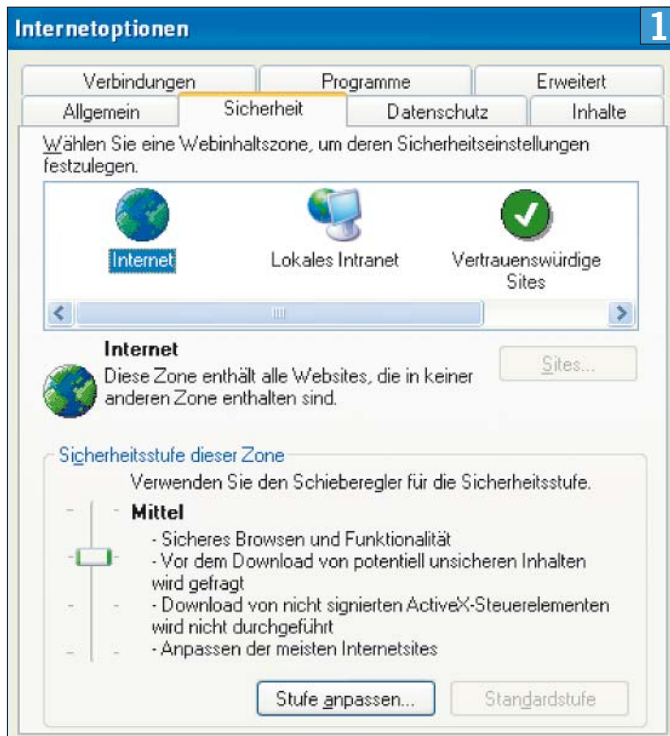 Internetoptionen
1
Verbindungen
Programme
Erweitert
Allgemein
Sicherheit
Datenschutz
Inhalte
Wählen Sie eine Webinhaltszone, um deren Sicherheitseinstellungen
festzulegen.
Internet
Lokales Intranet
Vertrauenswürdige
Sites
Internet
Sites...
Diese Zone enthält alle Websites, die in keiner
anderen Zone enthalten sind.
Sicherheitsstufe dieser Zone
Verwenden Sie den Schieberegler für die Sicherheitsstufe.
Mittel
- Sicheres Browsen und Funktionalität
- Vor dem Download von potentiell unsicheren Inhalten
wird gefragt
- Download von nicht signierten ActiveX-Steuerelementen
wird nicht durchgeführt
- Anpassen der meisten Internetsites
Stufe anpassen...
Standardstufe